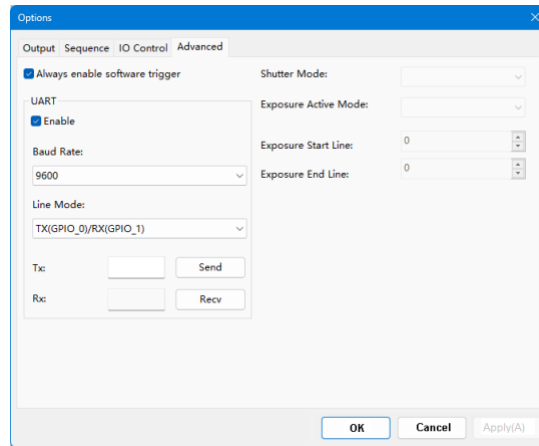 Options
Output Sequence IO Control Advanced
Always enable software trigger
UART
Enable
Baud Rate:
9600
Line Mode:
TX(GPIO_0)/RX(GPIO_1)
Tx:
Send
Rx:
Recv
Shutter Mode:
Exposure Active Mode:
Exposure Start Line:
0
Exposure End Line:
0
OK Cancel Apply(A)